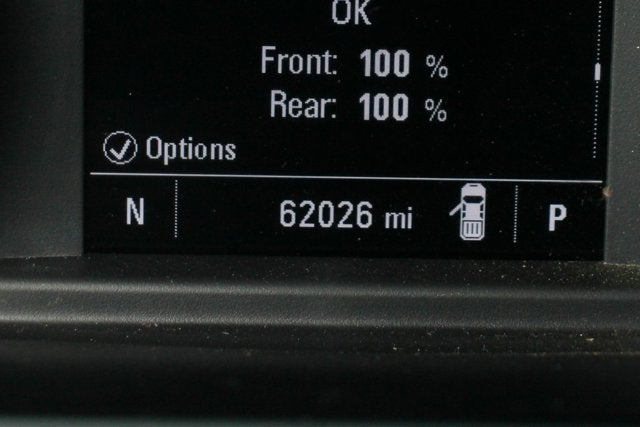 OK
Front: 100 %
Rear: 100 %
Options
N 62026 mi P